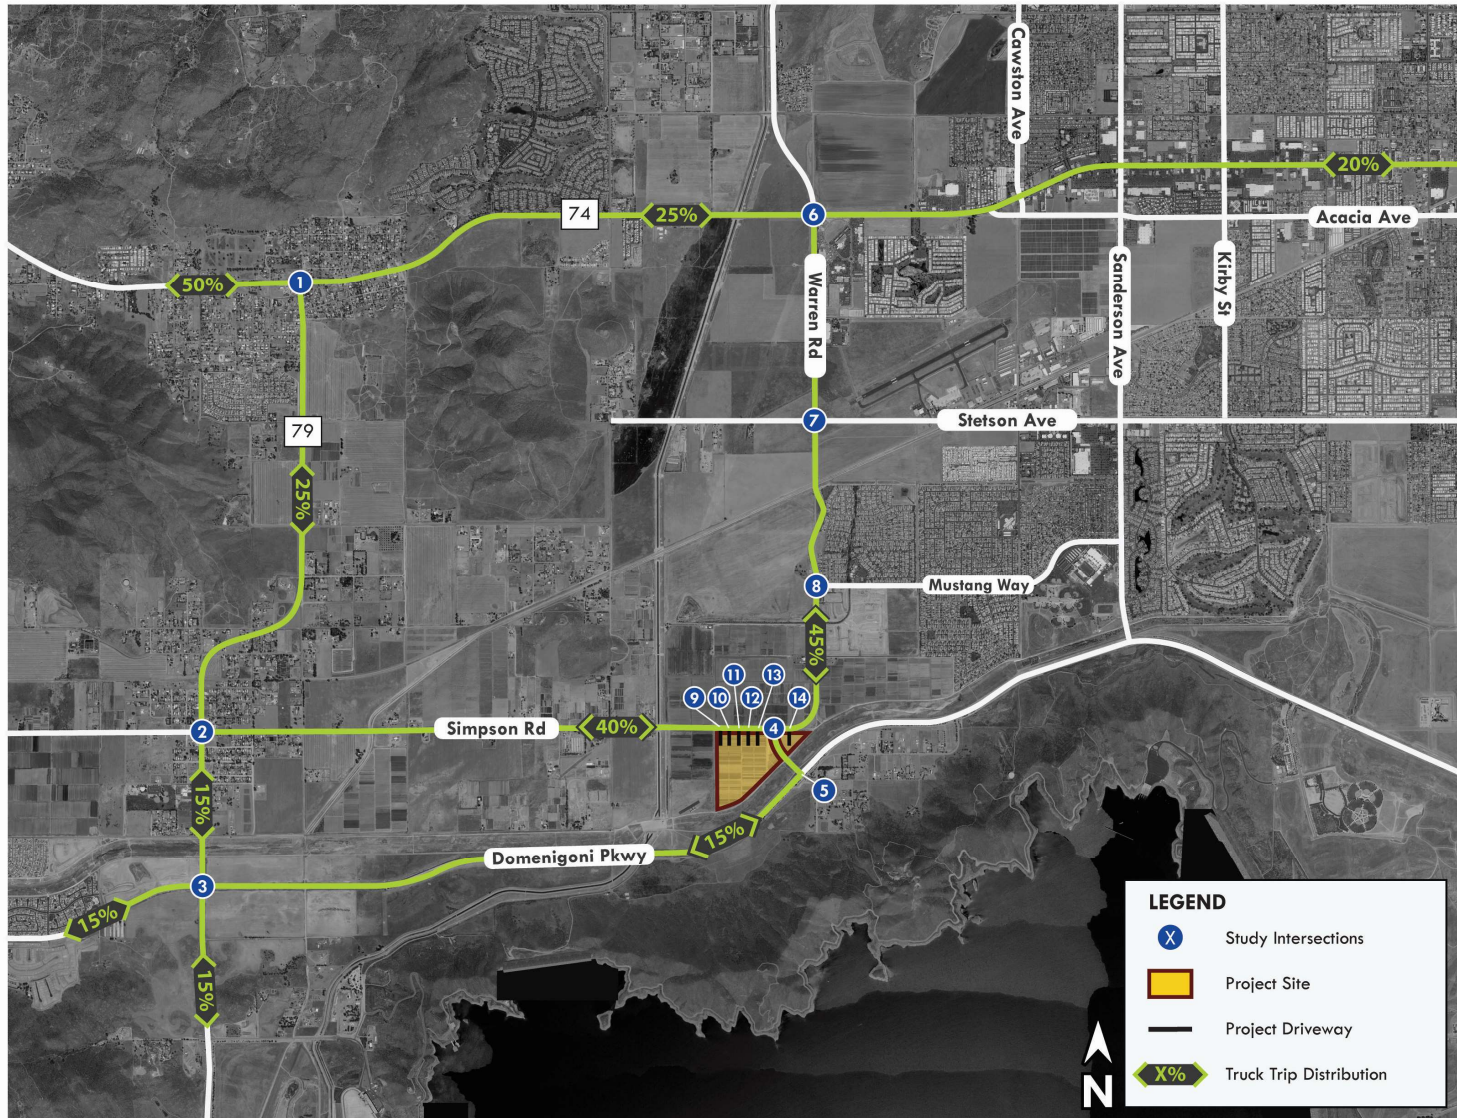 Cawston Ave
20%
74
25%
6
Acacia Ave
50%
1
Warren Rd
Sanderson Ave
Kirby St
79
7
Stetson Ave
25%
8
Mustang Way
45%
11
13
9
10
12
14
2
Simpson Rd
40%
4
15%
5
15%
Domenigoni Pkwy
3
15%
15%
N
LEGEND
X Study Intersections
Project Site
Project Driveway
X% Truck Trip Distribution